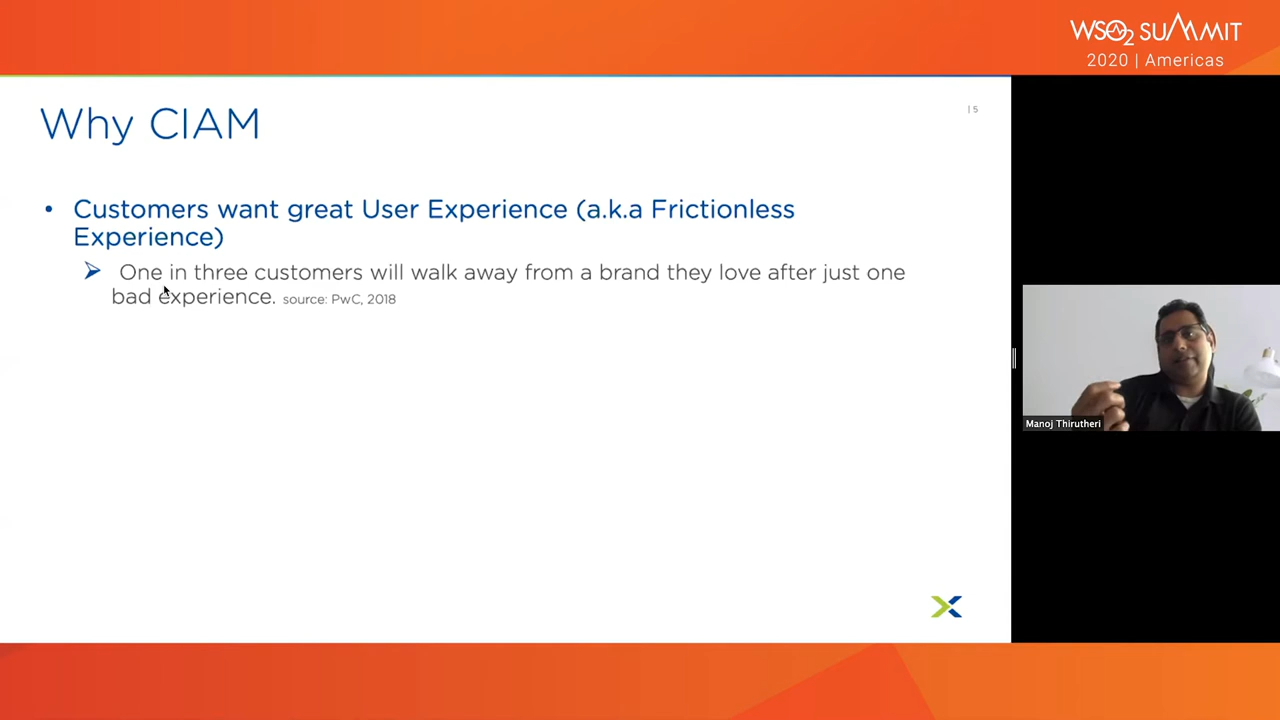 WSO2 SUMMIT
2020 | Americas
| 5
Why CIAM
• Customers want great User Experience (a.k.a Frictionless
Experience)
➢ One in three customers will walk away from a brand they love after just one
bad experience. source: PwC, 2018
Manoj Thirutheri